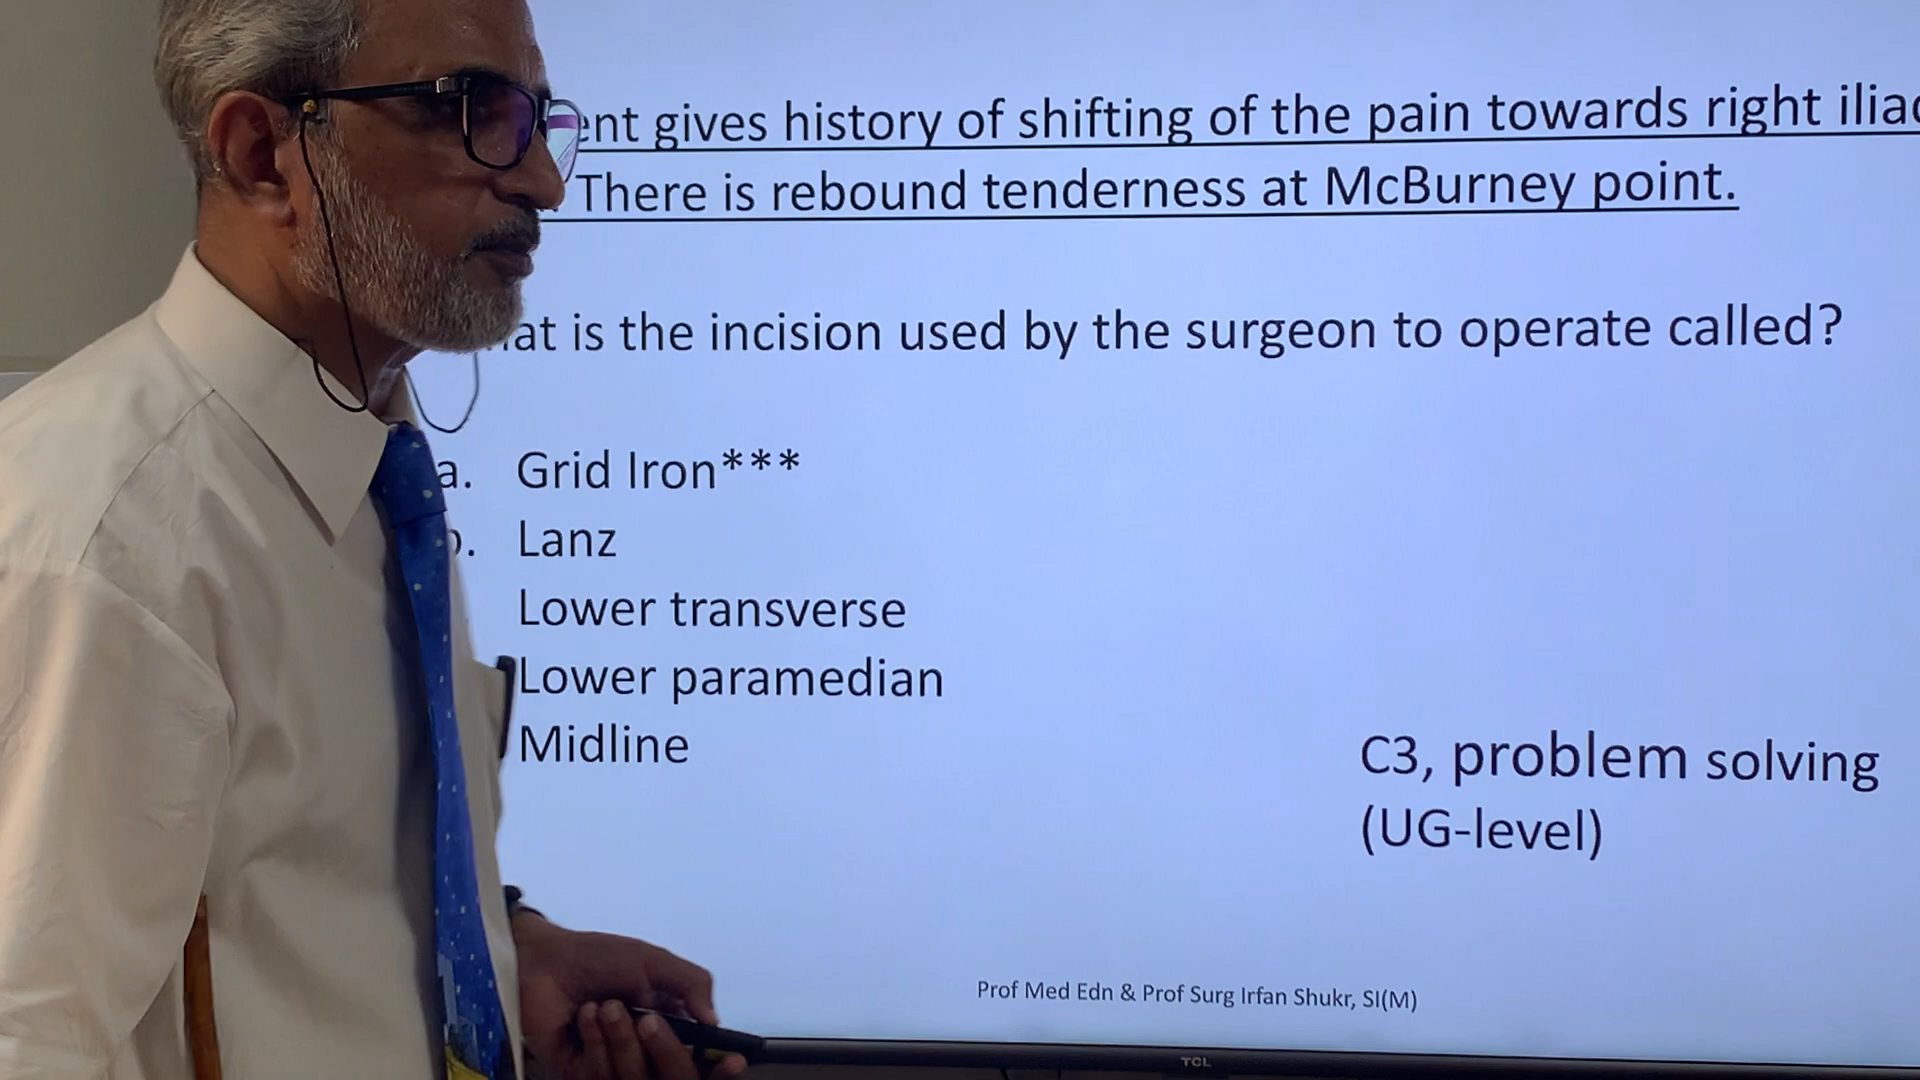 ent gives history of shifting of the pain towards right iliac
There is rebound tenderness at McBurney point.
at is the incision used by the surgeon to operate called?
a. Grid Iron***
Lanz
Lower transverse
Lower paramedian
Midline
C3, problem solving
(UG-level)
Prof Med Edn & Prof Surg Irfan Shukr, SI(M)
TCL